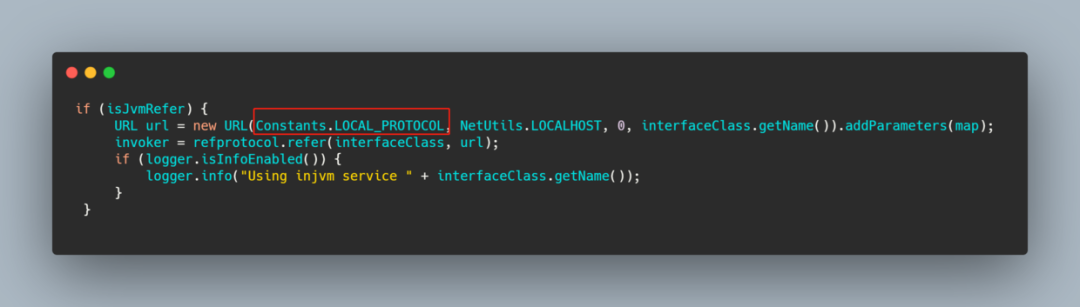 if (isJvmRefer) {
URL url = new URL(Constants.LOCAL_PROTOCOL, NetUtils.LOCALHOST, 0, interfaceClass.getName()).addParameters(map);
invoker = refprotocol.refer(interfaceClass, url);
if (logger.isInfoEnabled()) {
logger.info("Using injvm service " + interfaceClass.getName());
}
}